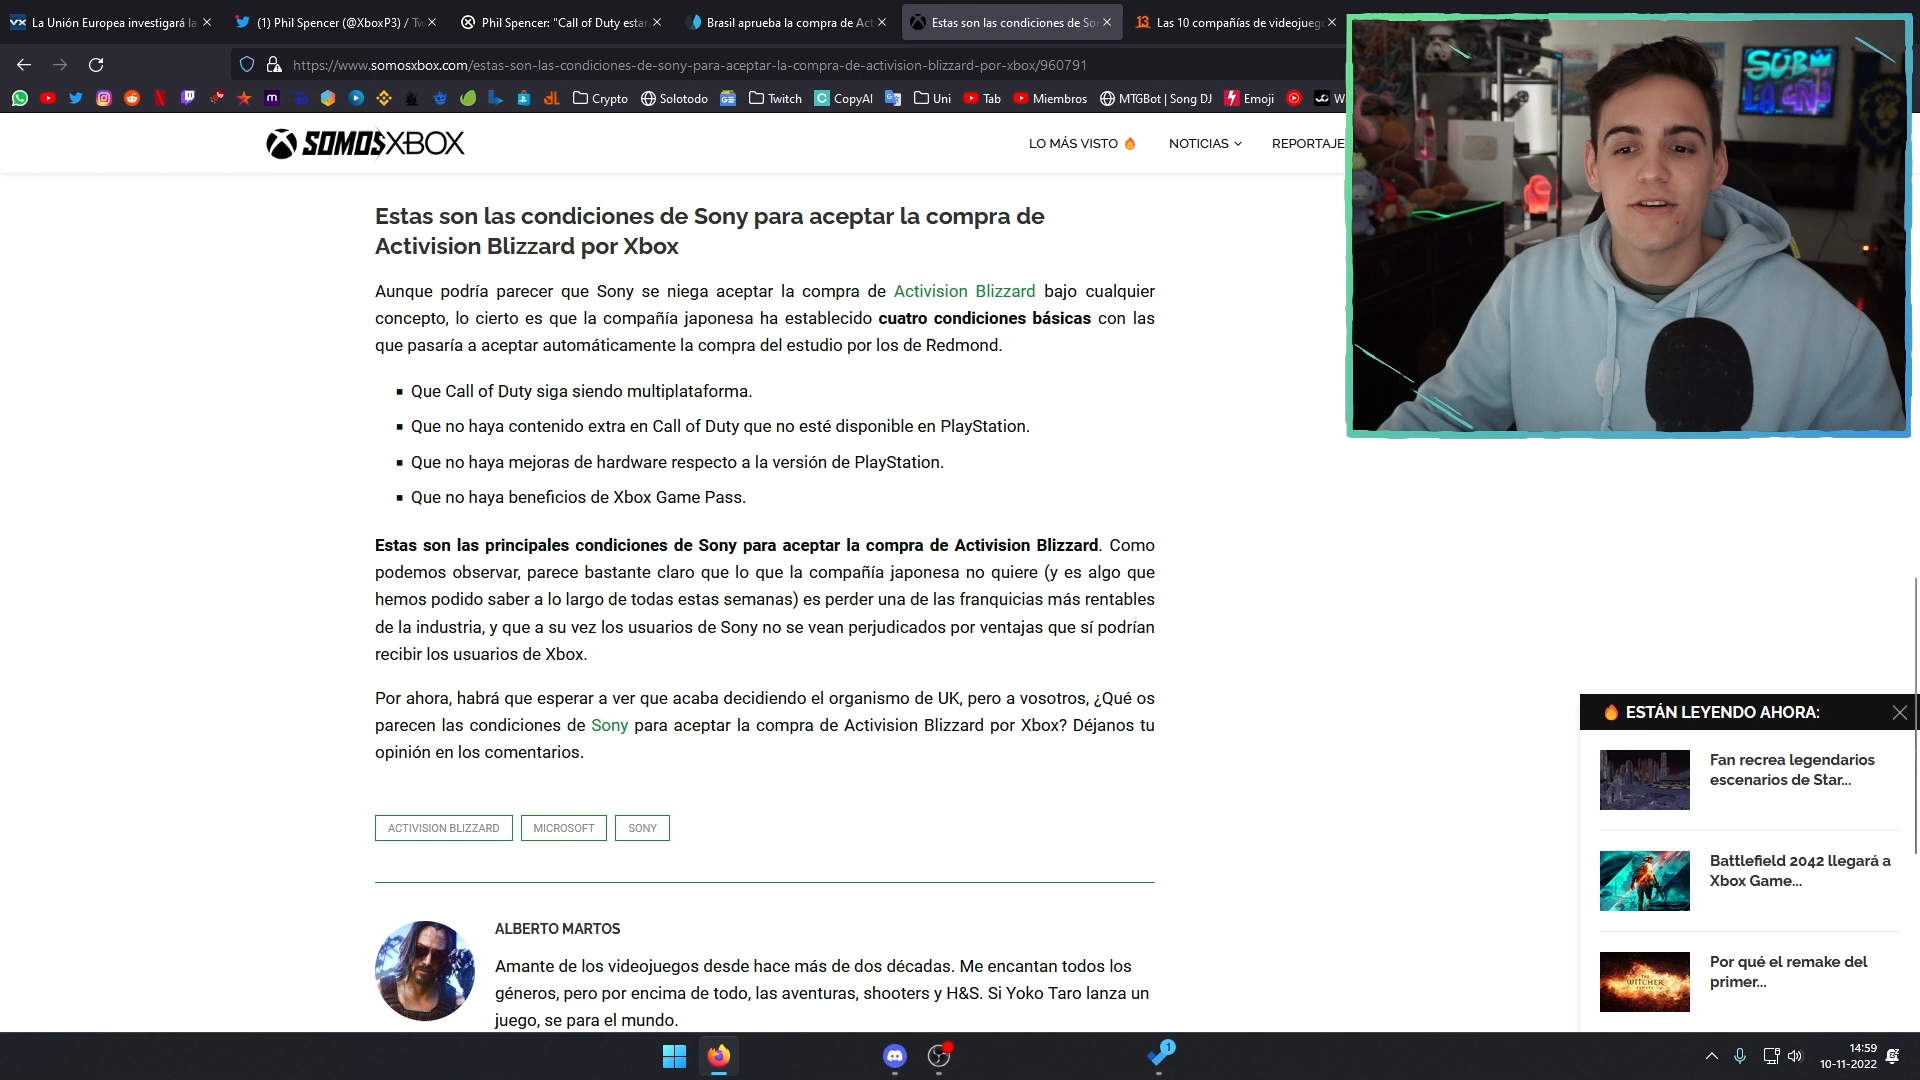 La Unión Europea investigará la
(1) Phil Spencer (@XboxP3) / Tw
Phil Spencer: "Call of Duty estar
Brasil aprueba la compra de Act
Estas son las condiciones de Son
Las 10 compañías de videojueg
https://www.somosxbox.com/estas-son-las-condiciones-de-sony-para-aceptar-la-compra-de-activision-blizzard-por-xbox/960791
Crypto
Solotodo
Twitch
CopyAI
Uni
Tab
Miembros
MTGBot | Song DJ
Emoji
W
SOMOSXBOX
LO MÁS VISTO
NOTICIAS
REPORTAJE
SUB
LA GNP
Estas son las condiciones de Sony para aceptar la compra de
Activision Blizzard por Xbox
Aunque podría parecer que Sony se niega aceptar la compra de Activision Blizzard bajo cualquier
concepto, lo cierto es que la compañía japonesa ha establecido cuatro condiciones básicas con las
que pasaría a aceptar automáticamente la compra del estudio por los de Redmond.
▪ Que Call of Duty siga siendo multiplataforma.
▪ Que no haya contenido extra en Call of Duty que no esté disponible en PlayStation.
▪ Que no haya mejoras de hardware respecto a la versión de PlayStation.
▪ Que no haya beneficios de Xbox Game Pass.
Estas son las principales condiciones de Sony para aceptar la compra de Activision Blizzard. Como
podemos observar, parece bastante claro que lo que la compañía japonesa no quiere (y es algo que
hemos podido saber a lo largo de todas estas semanas) es perder una de las franquicias más rentables
de la industria, y que a su vez los usuarios de Sony no se vean perjudicados por ventajas que sí podrían
recibir los usuarios de Xbox.
Por ahora, habrá que esperar a ver que acaba decidiendo el organismo de UK, pero a vosotros, ¿Qué os
parecen las condiciones de Sony para aceptar la compra de Activision Blizzard por Xbox? Déjanos tu
opinión en los comentarios.
ACTIVISION BLIZZARD
MICROSOFT
SONY
ALBERTO MARTOS
Amante de los videojuegos desde hace más de dos décadas. Me encantan todos los
géneros, pero por encima de todo, las aventuras, shooters y H&S. Si Yoko Taro lanza un
juego, se para el mundo.
ESTÁN LEYENDO AHORA:
Fan recrea legendarios
escenarios de Star...
Battlefield 2042 llegará a
Xbox Game...
Por qué el remake del
primer...
WITCHER
1
14:59
10-11-2022